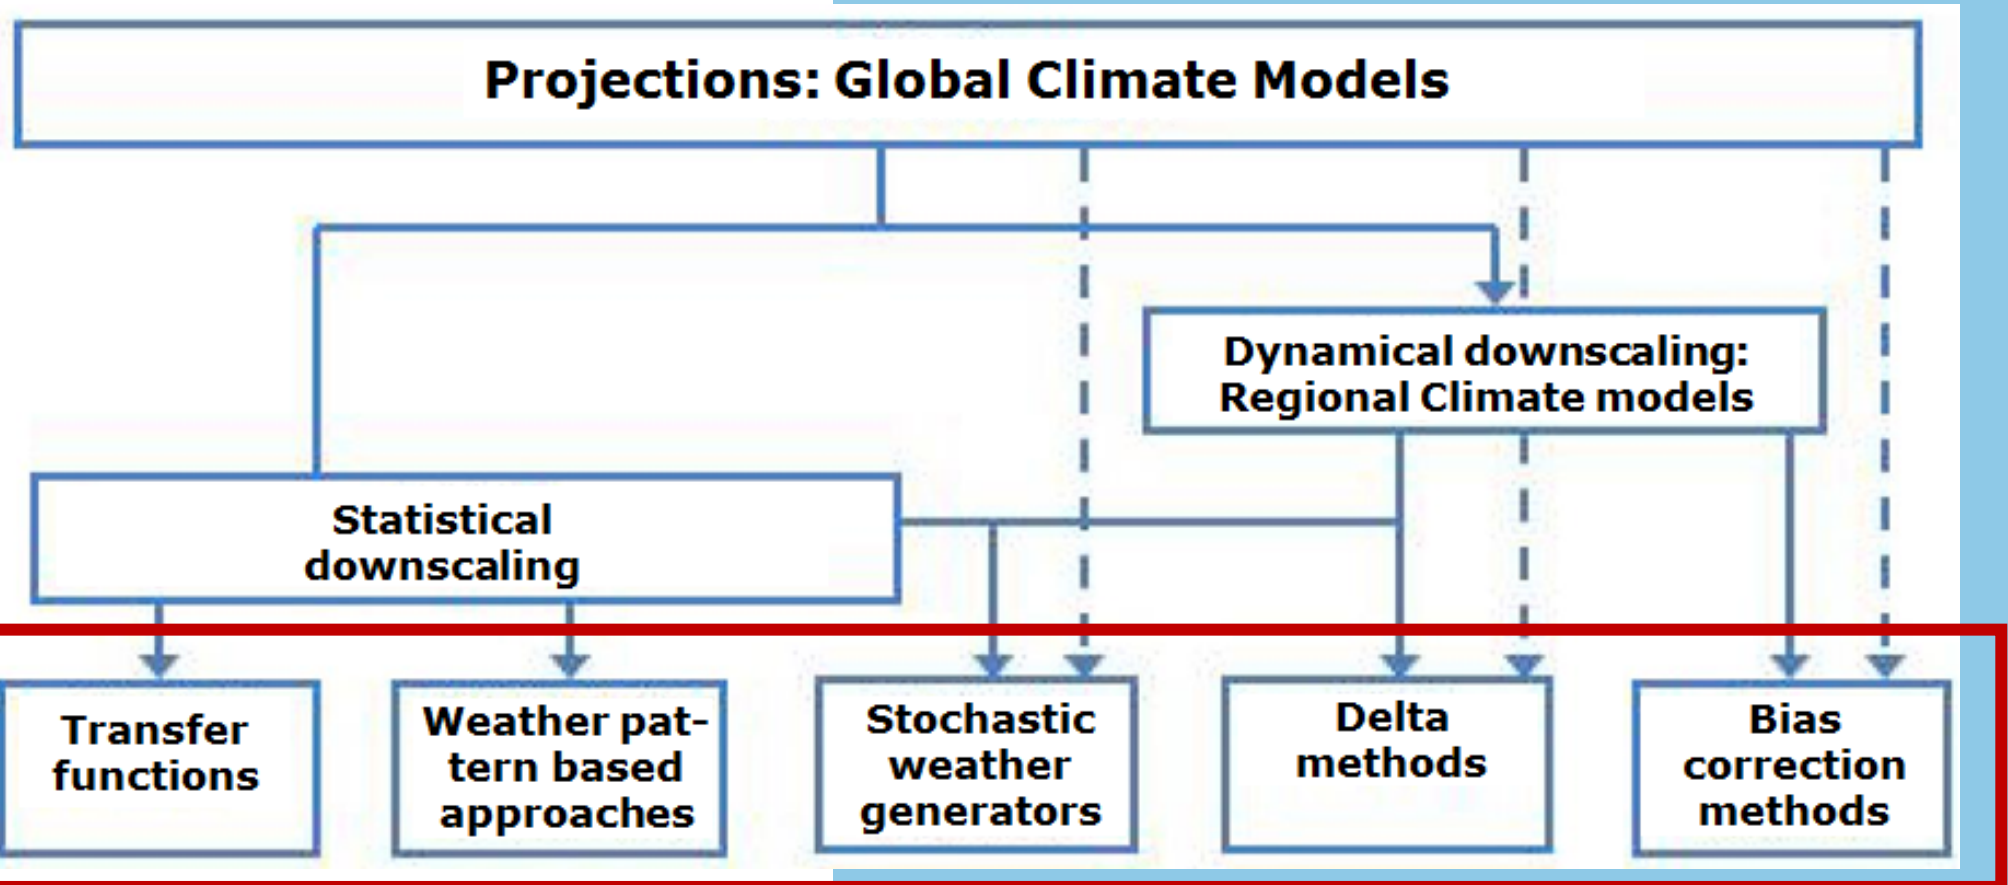 Projections: Global Climate Models
Dynamical downscaling:
Regional Climate models
Statistical
downscaling
Transfer
functions
Weather pat-
tern based
approaches
Stochastic
weather
generators
Delta
methods
Bias
correction
methods